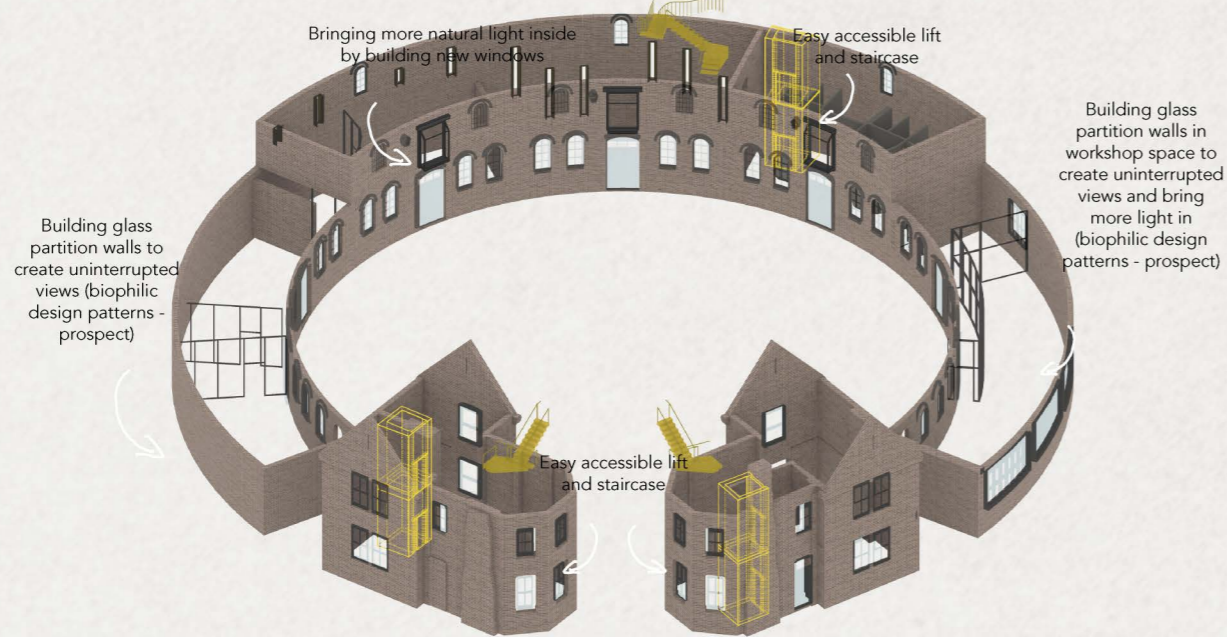 Bringing more natural light inside
by building new windows
Easy accessible lift
and staircase
Building glass
partition walls in
workshop space to
create uninterrupted
views and bring
more light in
(biophilic design
patterns - prospect)
Building glass
partition walls to
create uninterrupted
views (biophilic
design patterns -
prospect)
Easy accessible lift
and staircase